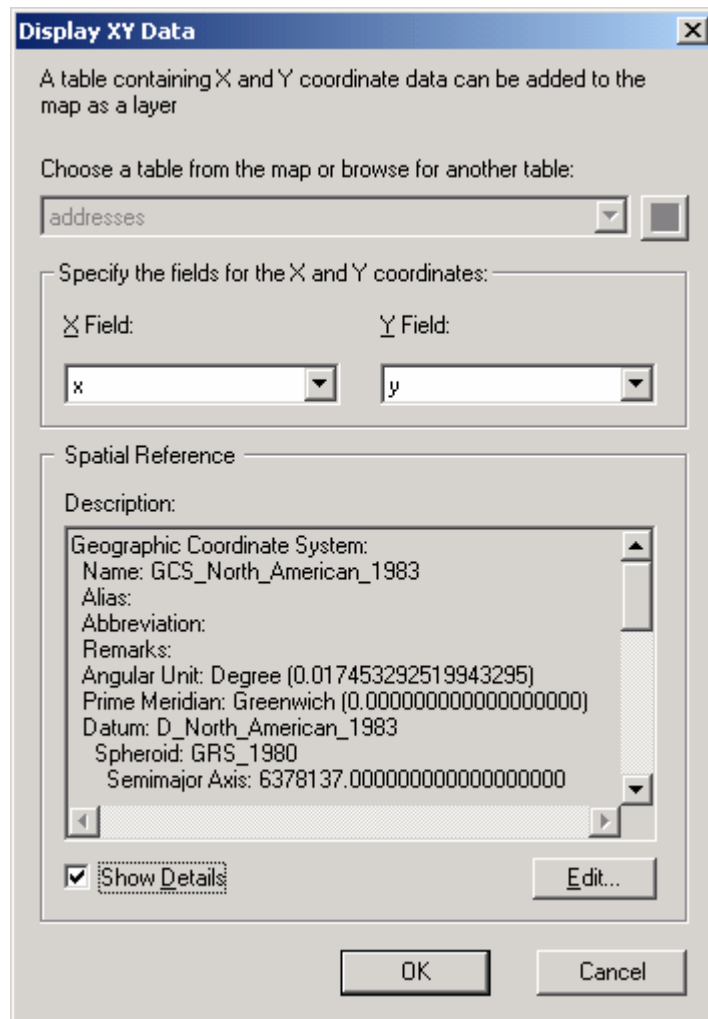 Display XY Data
A table containing X and Y coordinate data can be added to the
map as a layer
Choose a table from the map or browse for another table:
addresses
Specify the fields for the X and Y coordinates:
X Field:
Y Field:
x
y
Spatial Reference
Description:
Geographic Coordinate System:
Name: GCS_North_American_1983
Alias:
Abbreviation:
Remarks:
Angular Unit: Degree (0.017453292519943295)
Prime Meridian: Greenwich (0.000000000000000000)
Datum: D_North_American_1983
Spheroid: GRS_1980
Semimajor Axis: 6378137.000000000000000000
Show Details
Edit...
OK
Cancel